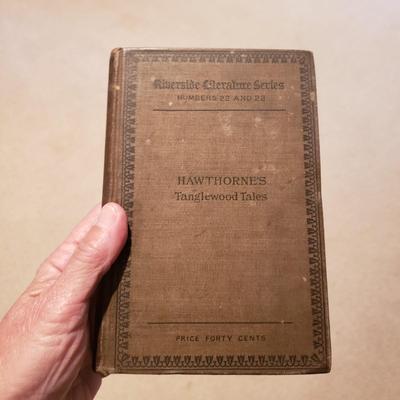 Riverside Literature Series
NUMBERS 22 AND 23
HAWTHORNE'S
Tanglewood Tales
PRICE FORTY CENTS